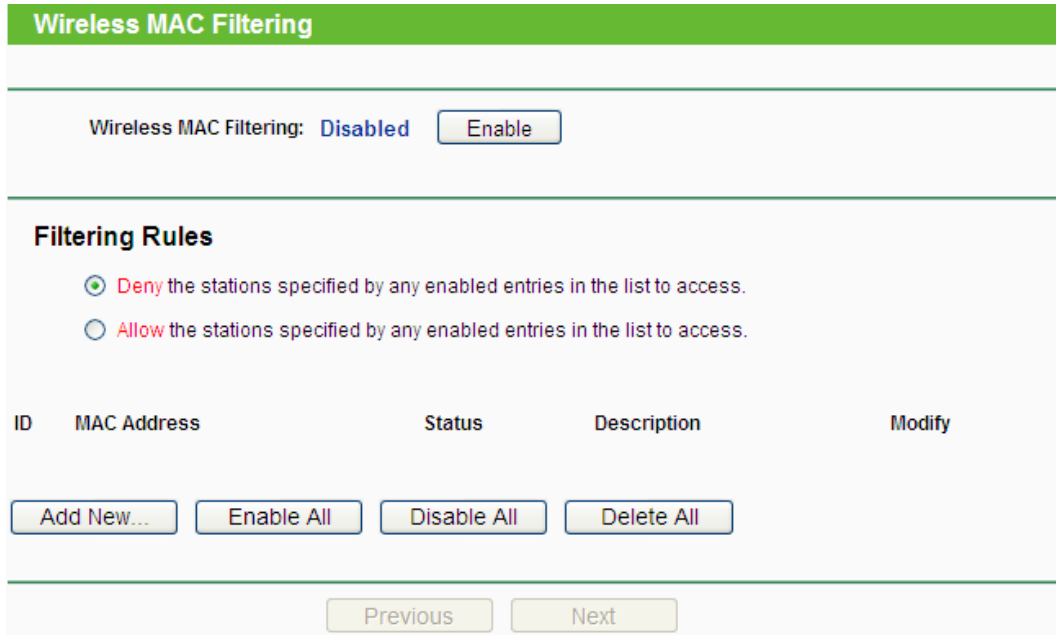 Wireless MAC Filtering
Wireless MAC Filtering: Disabled Enable
Filtering Rules
Deny the stations specified by any enabled entries in the list to access.
Allow the stations specified by any enabled entries in the list to access.
ID MAC Address Status Description Modify
Add New... Enable All Disable All Delete All
Previous Next